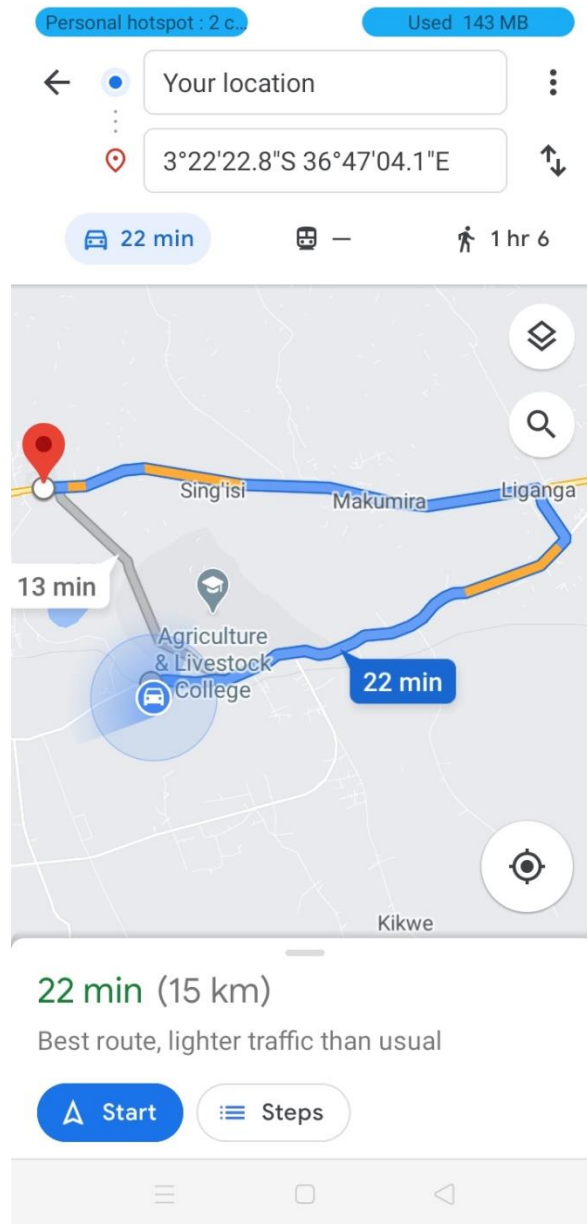 Personal hotspot : 2 c...
Used 143 MB
Your location
3°22'22.8"S 36°47'04.1"E
22 min
—
1 hr 6
Sing'isi
Makumira
Liganga
13 min
Agriculture
& Livestock
College
22 min
Kikwe
22 min (15 km)
Best route, lighter traffic than usual
Start
Steps